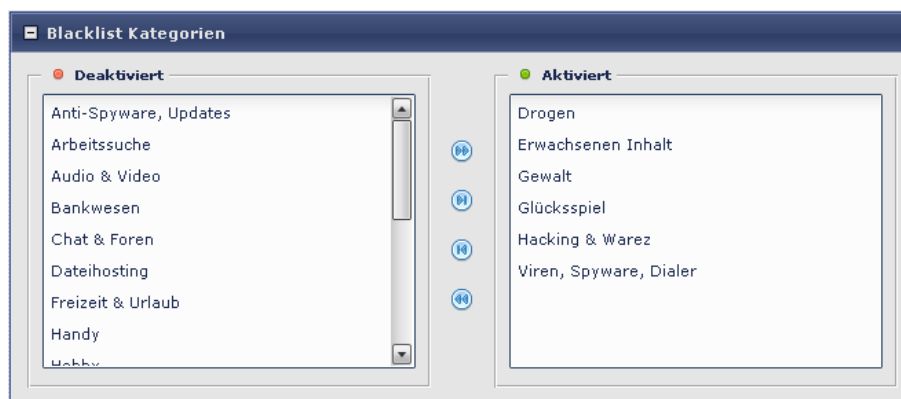 Blacklist Kategorien
Deaktiviert
Anti-Spyware, Updates
Arbeitssuche
Audio & Video
Bankwesen
Chat & Foren
Dateihosting
Freizeit & Urlaub
Handy
Hobby
Aktiviert
Drogen
Erwachsenen Inhalt
Gewalt
Glücksspiel
Hacking & Warez
Viren, Spyware, Dialer